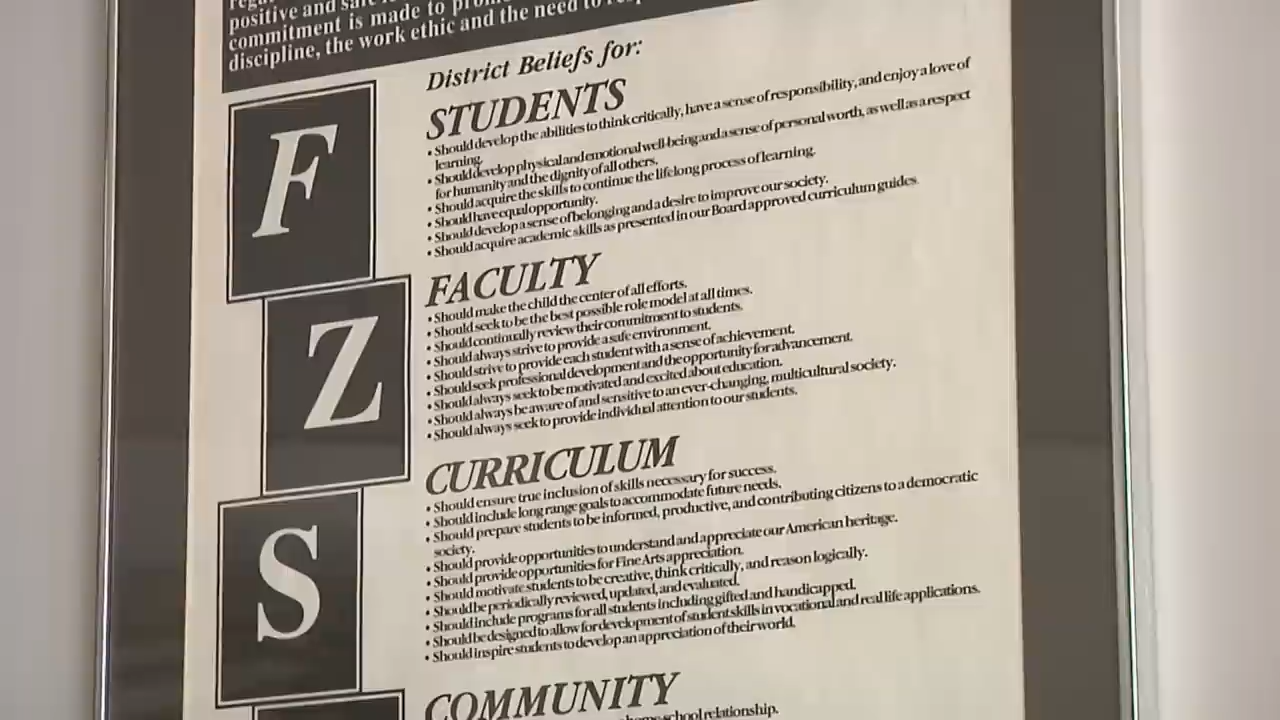 positive and safe
commitment is made to
discipline, the work ethic and the need to
District Beliefs for:
STUDENTS
• Should develop the abilities to think critically, have a sense of responsibility, and enjoy a love of
learning.
• Should develop physical and emotional well-being and a sense of personal worth, as well as a respect
for humanity and the dignity of all others.
• Should acquire the skills to continue the lifelong process of learning.
• Should have equal opportunity.
• Should develop a sense of belonging and a desire to improve our society.
• Should acquire academic skills as presented in our Board approved curriculum guides.
FACULTY
• Should make the child the center of all efforts.
• Should seek to be the best possible role model at all times.
• Should continually review their commitment to students.
• Should always strive to provide a safe environment.
• Should strive to provide each student with a sense of achievement.
• Should seek professional development and the opportunity for advancement.
• Should always seek to be motivated and excited about education.
• Should always be aware of and sensitive to an ever-changing, multicultural society.
• Should always seek to provide individual attention to our students.
CURRICULUM
• Should ensure true inclusion of skills necessary for success.
• Should include long range goals to accommodate future needs.
• Should prepare students to be informed, productive, and contributing citizens to a democratic
society.
• Should provide opportunities to understand and appreciate our American heritage.
• Should provide opportunities for Fine Arts appreciation.
• Should motivate students to be creative, think critically, and reason logically.
• Should be periodically reviewed, updated, and evaluated.
• Should include programs for all students including gifted and handicapped.
• Should be designed to allow for development of student skills in vocational and real life applications.
• Should inspire students to develop an appreciation of their world.
COMMUNITY
school relationship.
F
Z
S